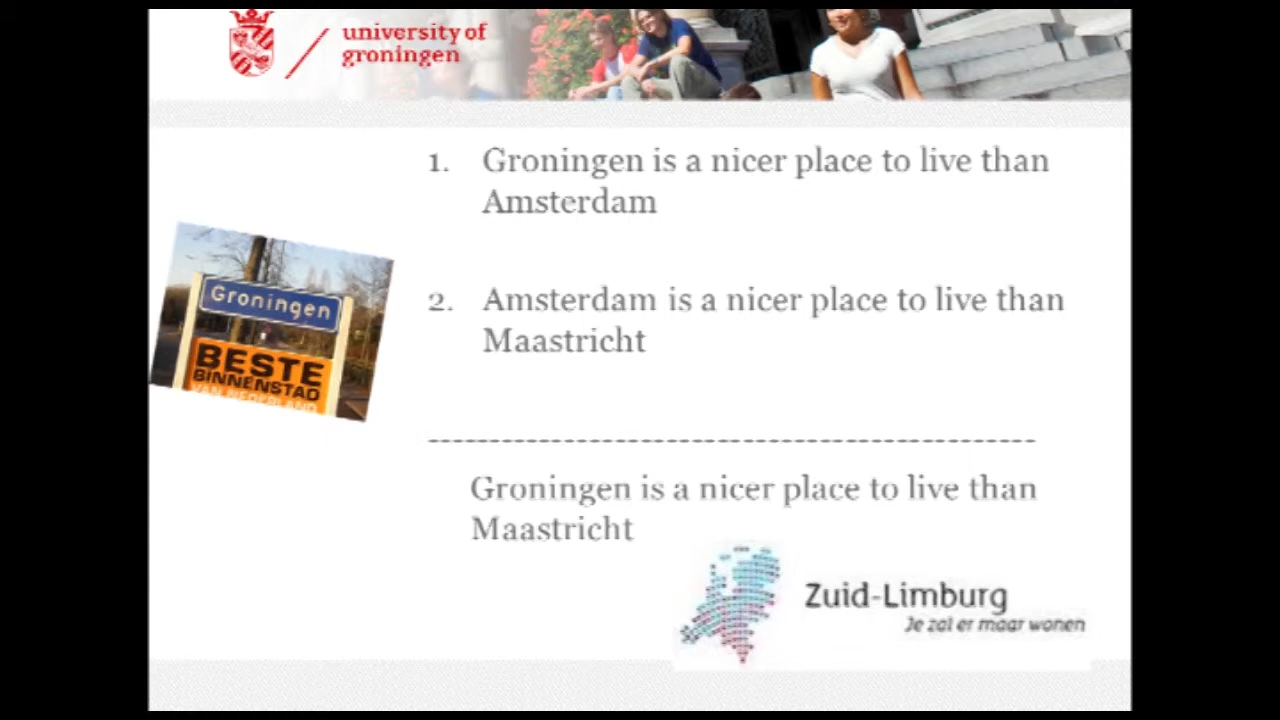 university of
groningen
1. Groningen is a nicer place to live than
Amsterdam
Groningen
BESTE
BINNENSTAD
VAN NEDERLAND
2. Amsterdam is a nicer place to live than
Maastricht
------------------------------------------------
Groningen is a nicer place to live than
Maastricht
Zuid-Limburg
Je zal er maar wonen